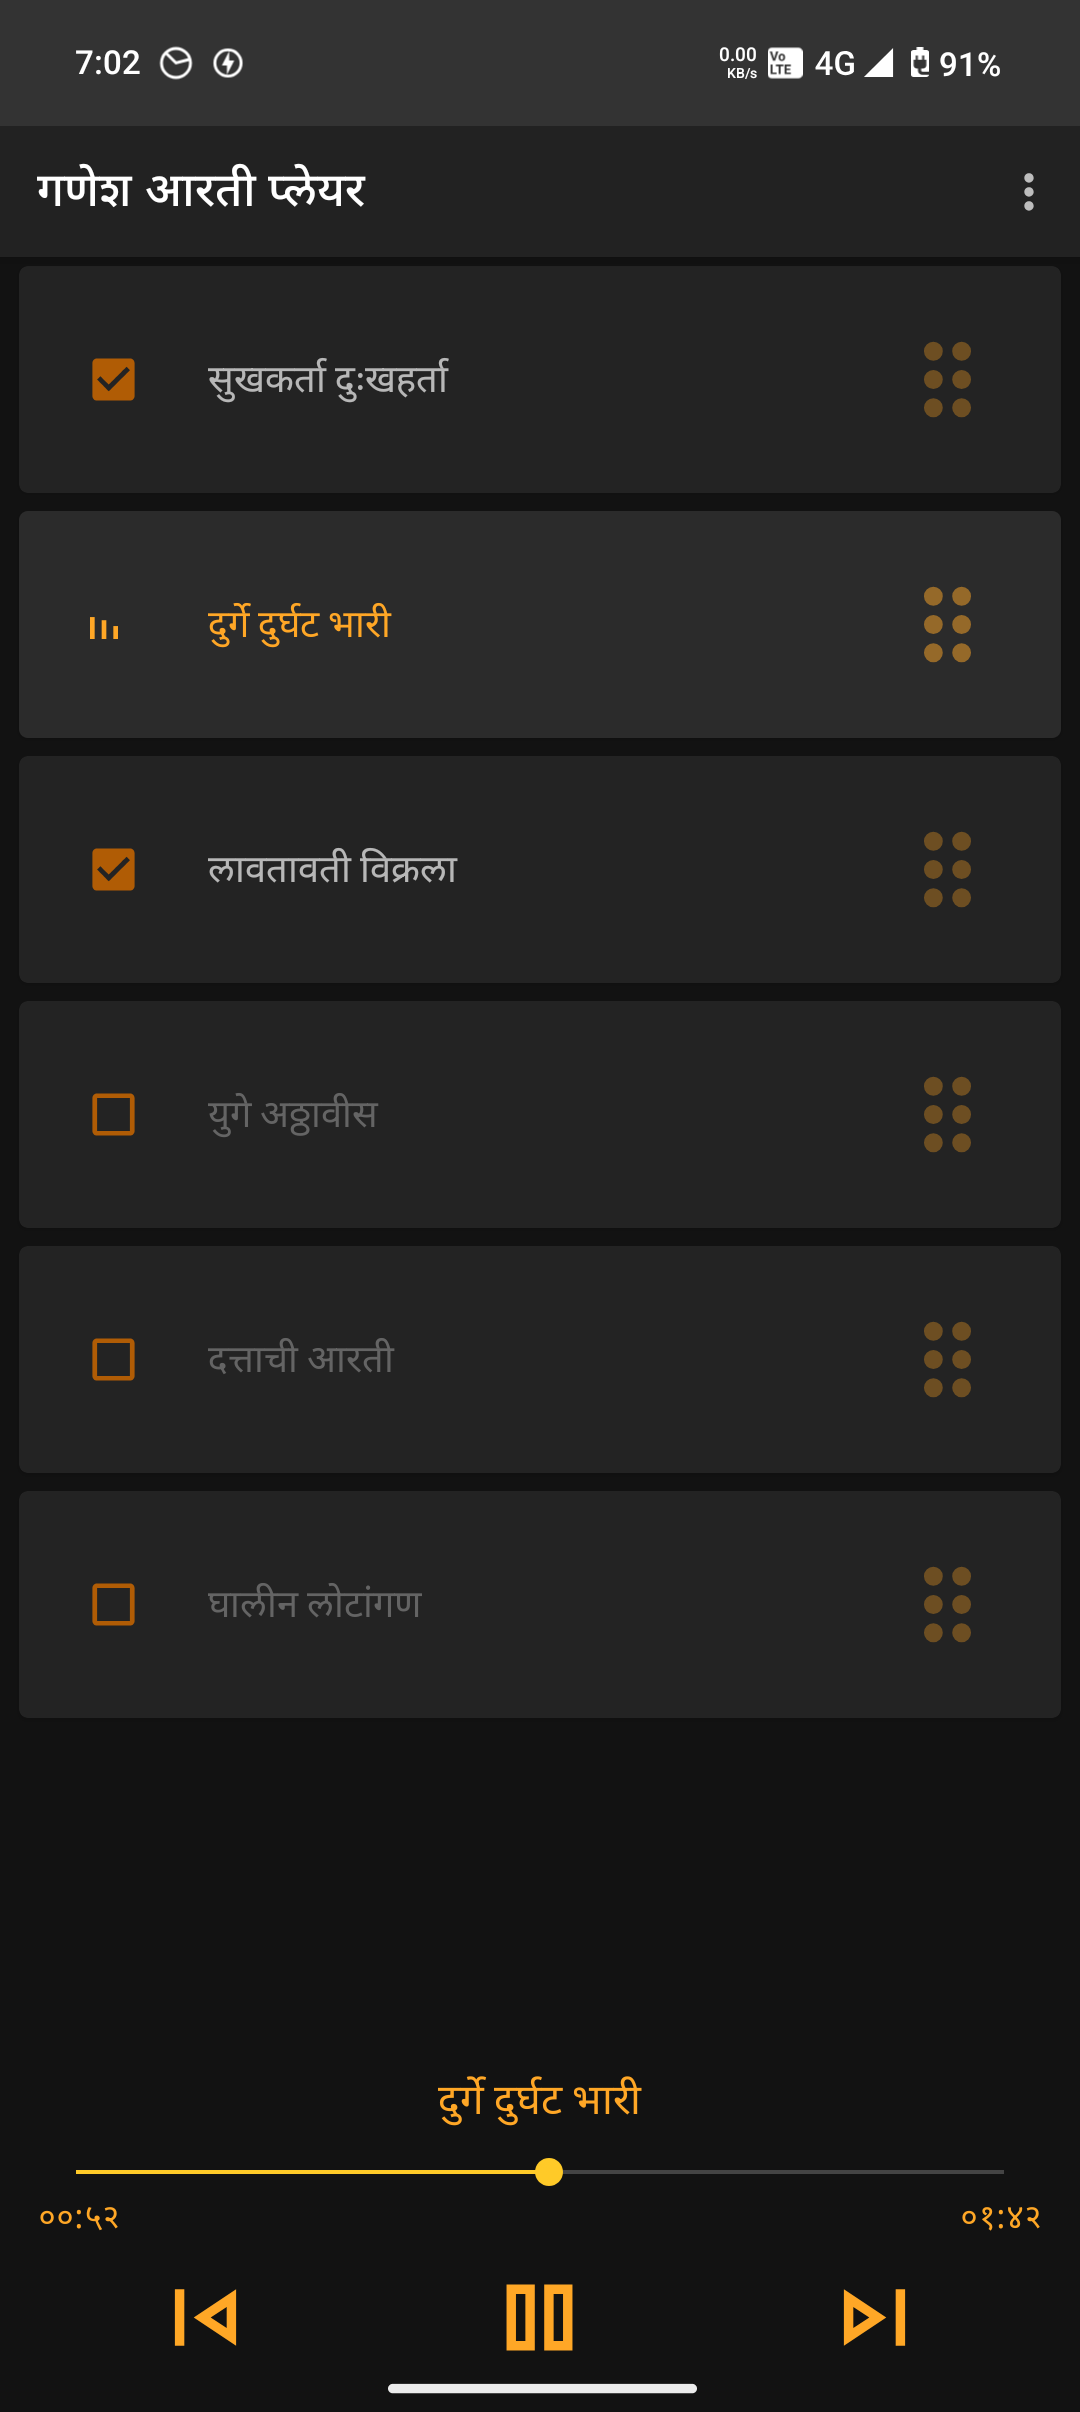 7:02 0.00 KB/s Vo LTE 4G 91%
गणेश आरती प्लेयर
सुखकर्ता दुःखहर्ता
दुर्गे दुर्घट भारी
लावतावती विक्रला
युगे अठ्ठावीस
दत्ताची आरती
घालीन लोटांगण
दुर्गे दुर्घट भारी
००:५२ ०१:४२